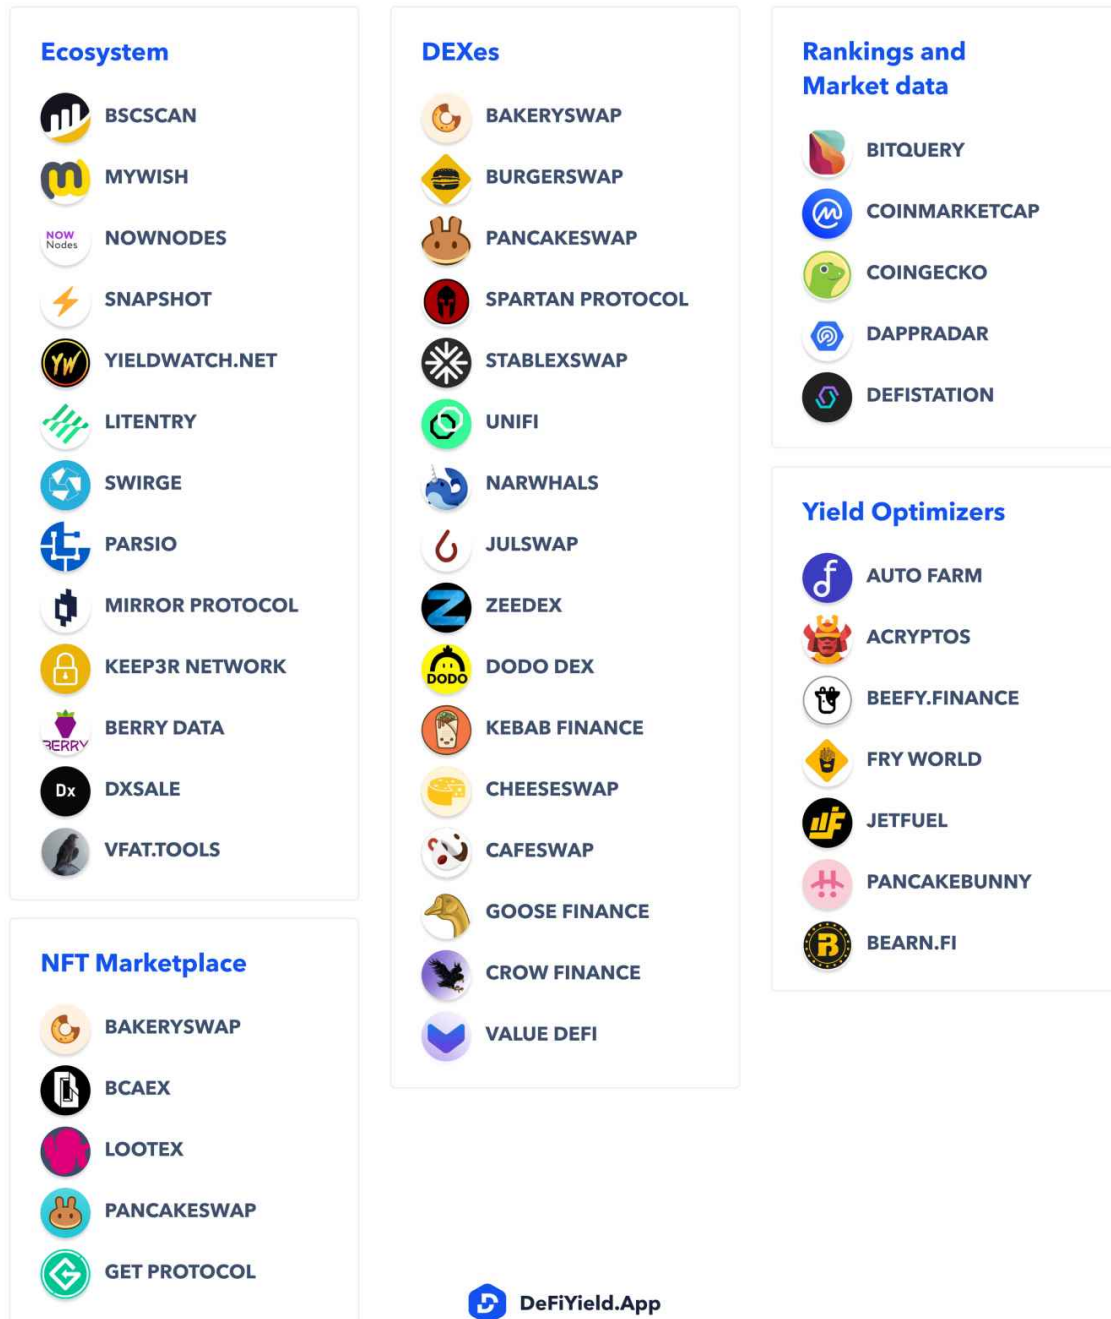 Ecosystem
BSCSCAN
MYWISH
NOW
Nodes
NOWNODES
SNAPSHOT
YW
YIELDWATCH.NET
LITENTRY
SWIRGE
PARSIO
MIRROR PROTOCOL
KEEP3R NETWORK
BERRY
BERRY DATA
Dx
DXSALE
VFAT.TOOLS
NFT Marketplace
BAKERYSWAP
BCAEX
LOOTEX
PANCAKESWAP
GET PROTOCOL
DEXes
BAKERYSWAP
BURGERSWAP
PANCAKESWAP
SPARTAN PROTOCOL
STABLEXSWAP
UNIFI
NARWHALS
JULSWAP
ZEEDEX
DODO
DODO DEX
KEBAB FINANCE
CHEESESWAP
CAFESWAP
GOOSE FINANCE
CROW FINANCE
VALUE DEFI
Rankings and
Market data
BITQUERY
COINMARKETCAP
COINGECKO
DAPPRADAR
DEFISTATION
Yield Optimizers
AUTO FARM
ACRYPTOS
BEEFY.FINANCE
FRY WORLD
JETFUEL
PANCAKEBUNNY
BEARN.FI
DeFiYield.App